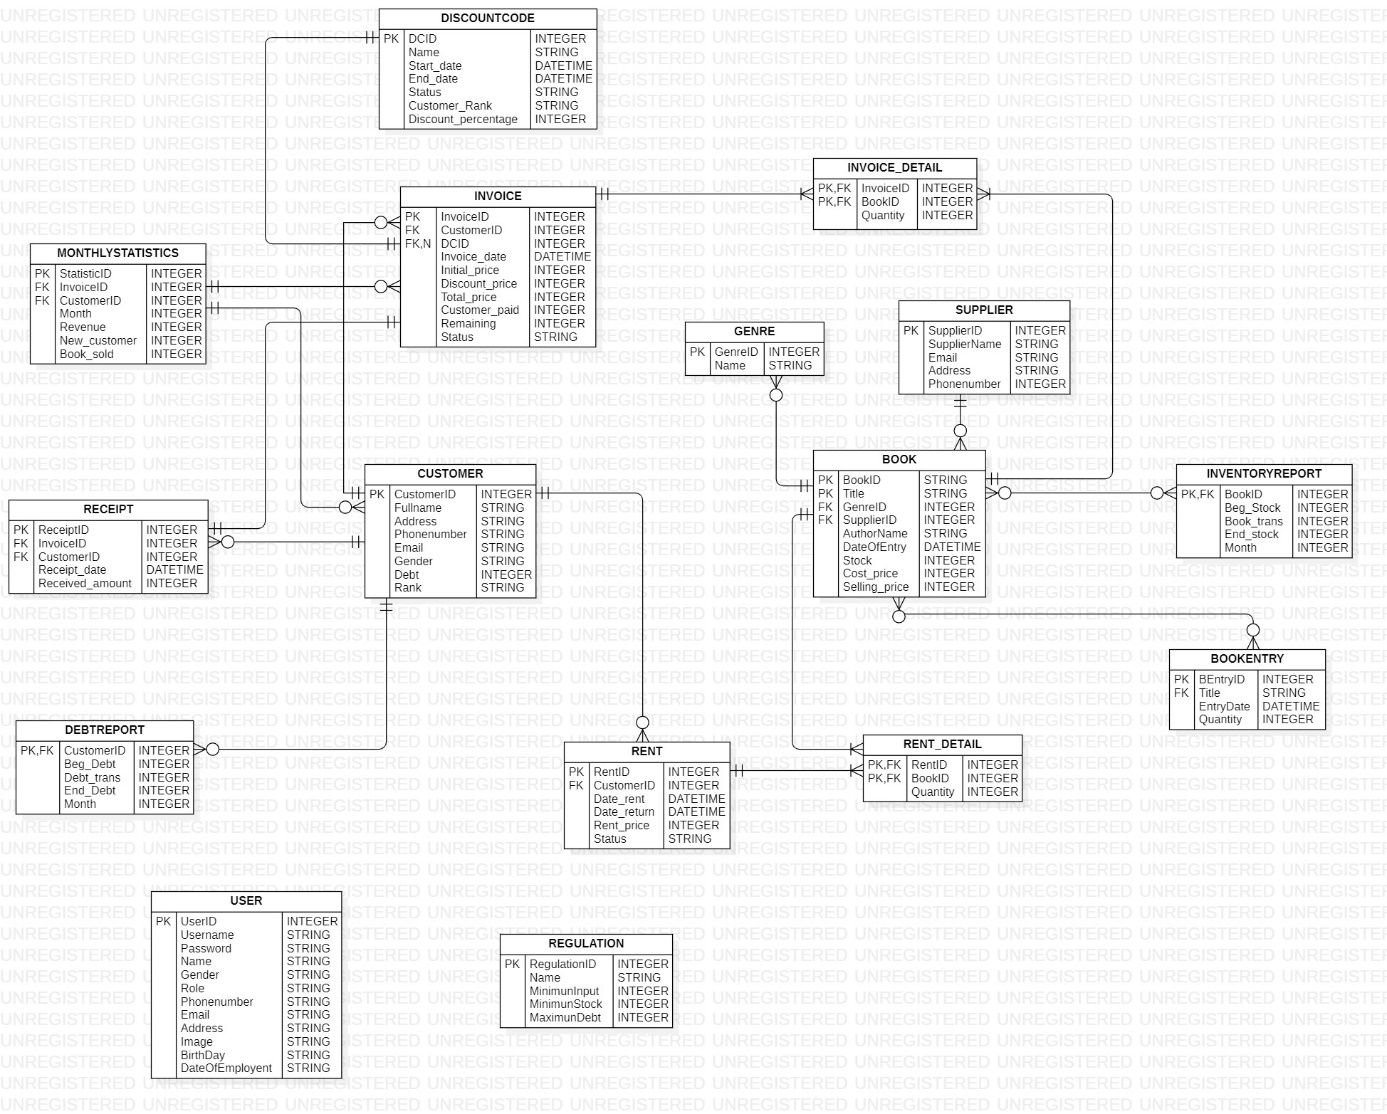 DISCOUNTCODE
PK DCID INTEGER
Name STRING
Start_date DATETIME
End_date DATETIME
Status STRING
Customer_Rank STRING
Discount_percentage INTEGER
INVOICE_DETAIL
PK,FK InvoiceID INTEGER
PK,FK BookID INTEGER
Quantity INTEGER
INVOICE
PK InvoiceID INTEGER
FK CustomerID INTEGER
FK,N DCID INTEGER
Invoice_date DATETIME
Initial_price INTEGER
Discount_price INTEGER
Total_price INTEGER
Customer_paid INTEGER
Remaining INTEGER
Status STRING
MONTHLYSTATISTICS
PK StatisticID INTEGER
FK InvoiceID INTEGER
FK CustomerID INTEGER
Month INTEGER
Revenue INTEGER
New_customer INTEGER
Book_sold INTEGER
SUPPLIER
PK SupplierID INTEGER
SupplierName STRING
Email STRING
Address STRING
Phonenumber INTEGER
GENRE
PK GenreID INTEGER
Name STRING
BOOK
PK BookID STRING
PK Title STRING
FK GenreID INTEGER
FK SupplierID INTEGER
AuthorName STRING
DateOfEntry DATETIME
Stock INTEGER
Cost_price INTEGER
Selling_price INTEGER
CUSTOMER
PK CustomerID INTEGER
Fullname STRING
Address STRING
Phonenumber STRING
Email STRING
Gender STRING
Debt INTEGER
Rank STRING
INVENTORYREPORT
PK,FK BookID INTEGER
Beg_Stock INTEGER
Book_trans INTEGER
End_stock INTEGER
Month INTEGER
RECEIPT
PK ReceiptID INTEGER
FK InvoiceID INTEGER
FK CustomerID INTEGER
Receipt_date DATETIME
Received_amount INTEGER
BOOKENTRY
PK BEntryID INTEGER
FK Title STRING
EntryDate DATETIME
Quantity INTEGER
DEBTREPORT
PK,FK CustomerID INTEGER
Beg_Debt INTEGER
Debt_trans INTEGER
End_Debt INTEGER
Month INTEGER
RENT
PK RentID INTEGER
FK CustomerID INTEGER
Date_rent DATETIME
Date_return DATETIME
Rent_price INTEGER
Status STRING
RENT_DETAIL
PK,FK RentID INTEGER
PK,FK BookID INTEGER
Quantity INTEGER
USER
PK UserID INTEGER
Username STRING
Password STRING
Name STRING
Gender STRING
Role STRING
Phonenumber STRING
Email STRING
Address STRING
Image STRING
BirthDay STRING
DateOfEmployent STRING
REGULATION
PK RegulationID INTEGER
Name STRING
MinimunInput INTEGER
MinimunStock INTEGER
MaximunDebt INTEGER
UNREGISTERED